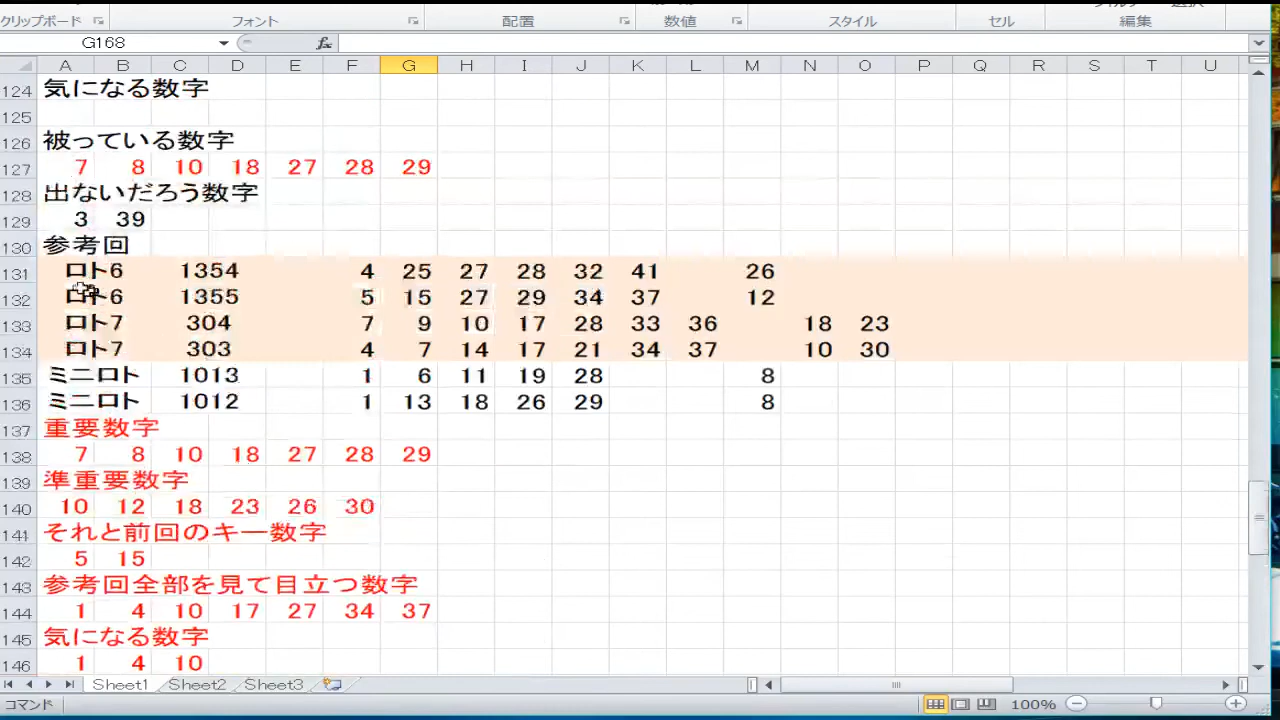 クリップボード フォント 配置 数値 スタイル セル 編集
G168 fx
A B C D E F G H I J K L M N O P Q R S T U
124 気になる数字
125
126 被っている数字
127 7 8 10 18 27 28 29
128 出ないだろう数字
129 3 39
130 参考回
131 ロト6 1354 4 25 27 28 32 41 26
132 ロト6 1355 5 15 27 29 34 37 12
133 ロト7 304 7 9 10 17 28 33 36 18 23
134 ロト7 303 4 7 14 17 21 34 37 10 30
135 ミニロト 1013 1 6 11 19 28 8
136 ミニロト 1012 1 13 18 26 29 8
137 重要数字
138 7 8 10 18 27 28 29
139 準重要数字
140 10 12 18 23 26 30
141 それと前回のキー数字
142 5 15
143 参考回全部を見て目立つ数字
144 1 4 10 17 27 34 37
145 気になる数字
146 1 4 10
Sheet1 Sheet2 Sheet3
コマンド 100%